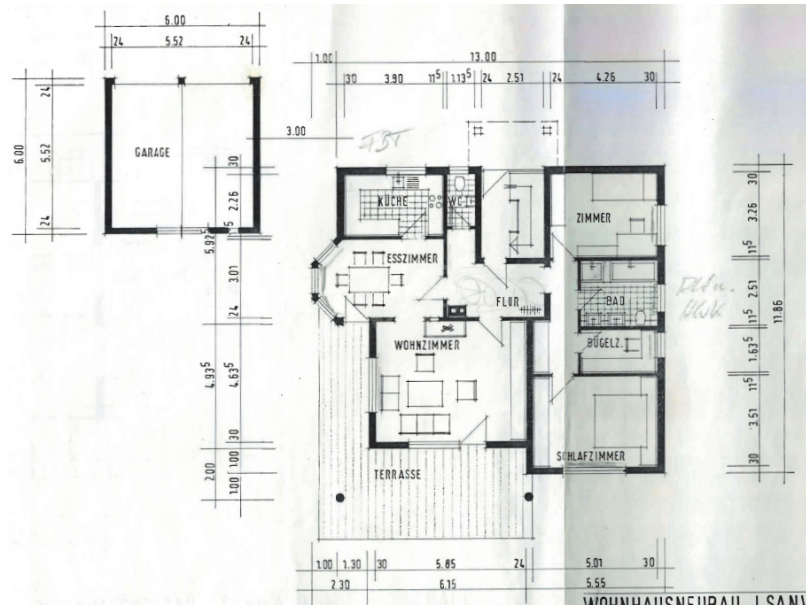 6.00
24 5.52 24
13.00
1.00
30 3.90 11⁵ 1.13⁵ 24 2.51 24 4.26 30
3.00
6.00
24 5.52 24
GARAGE
KÜCHE
WC
ZIMMER
ESSZIMMER
FLUR
BAD
WOHNZIMMER
BÜGELZ.
SCHLAFZIMMER
TERRASSE
30 2.26 5.92⁵ 3.01 24
4.93⁵ 4.63⁵ 30
2.00 1.00 1.00
30 3.26 11⁵ 2.51 11⁵ 1.63⁵ 11⁵ 3.51 30
11.86
1.00 1.30 30 5.85 24 5.01 30
2.30 6.15 5.55
WOHNHAUSNEUBAU